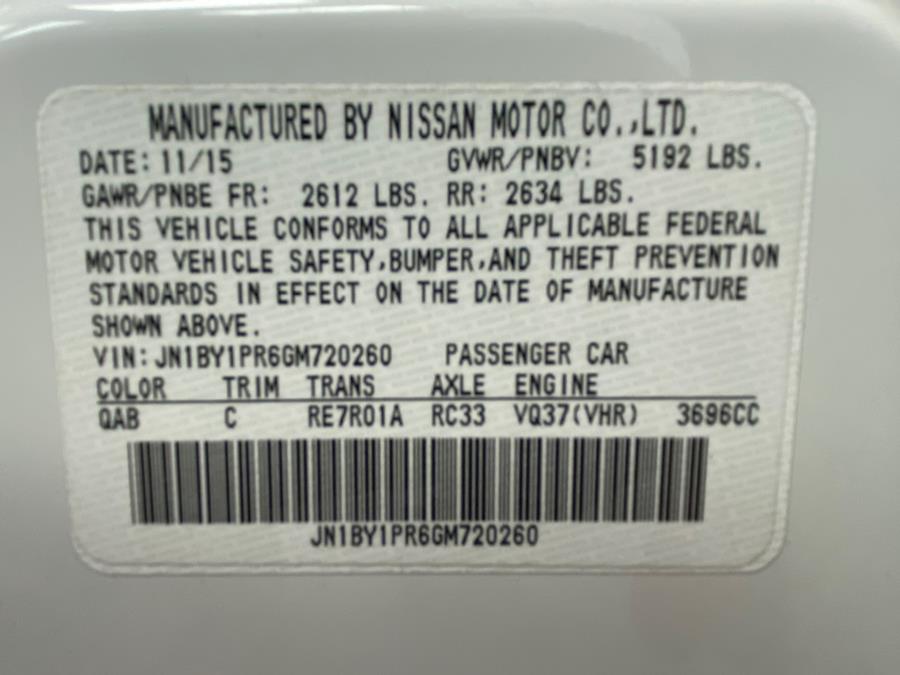 MANUFACTURED BY NISSAN MOTOR CO.,LTD.
DATE: 11/15 GVWR/PNBV: 5192 LBS.
GAWR/PNBE FR: 2612 LBS. RR: 2634 LBS.
THIS VEHICLE CONFORMS TO ALL APPLICABLE FEDERAL
MOTOR VEHICLE SAFETY,BUMPER,AND THEFT PREVENTION
STANDARDS IN EFFECT ON THE DATE OF MANUFACTURE
SHOWN ABOVE.
VIN: JN1BY1PR6GM720260 PASSENGER CAR
COLOR TRIM TRANS AXLE ENGINE
QAB C RE7R01A RC33 VQ37(VHR) 3696CC
JN1BY1PR6GM720260